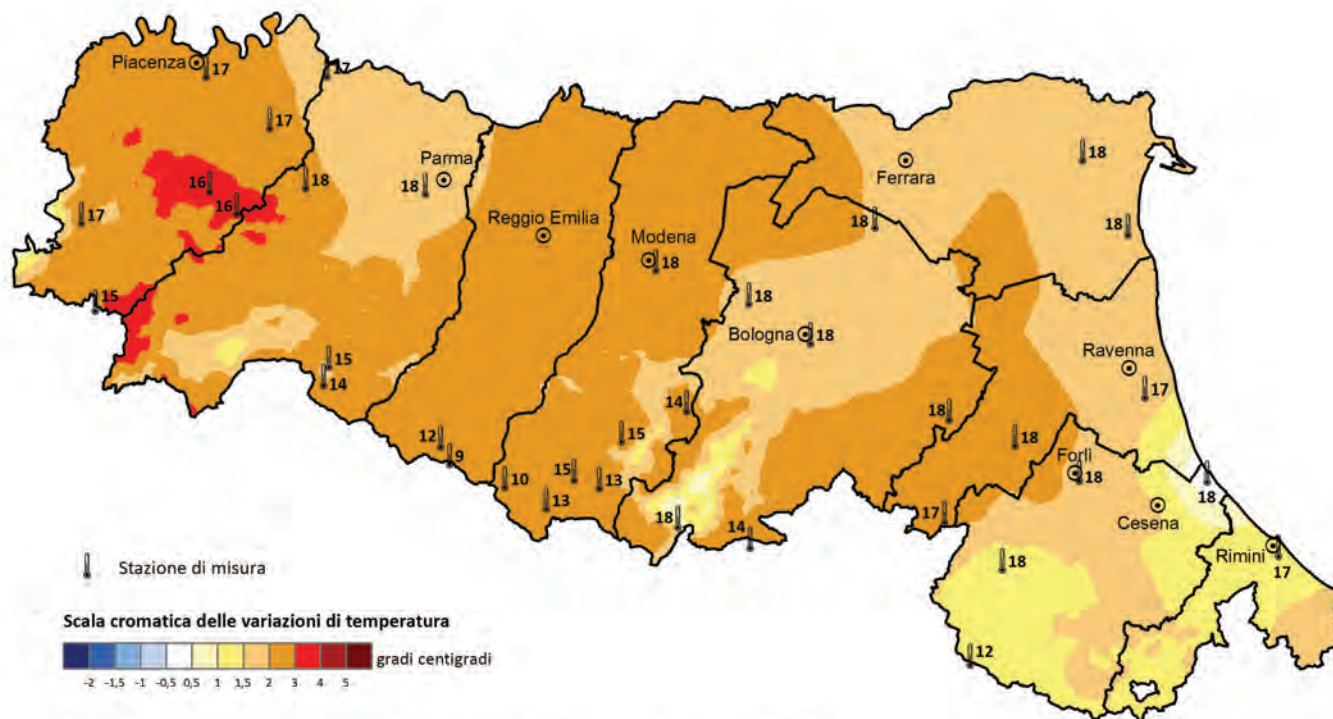 Piacenza
17
17
17
Parma
18
18
16
16
17
Ferrara
18
18
18
Reggio Emilia
Modena
18
15
18
Bologna
18
Ravenna
17
15
14
14
18
15
18
12
9
10
15
13
13
Forlì
18
18
Cesena
18
14
17
Rimini
17
18
12
Stazione di misura
Scala cromatica delle variazioni di temperatura
gradi centigradi
-2 -1,5 -1 -0,5 0,5 1 1,5 2 3 4 5